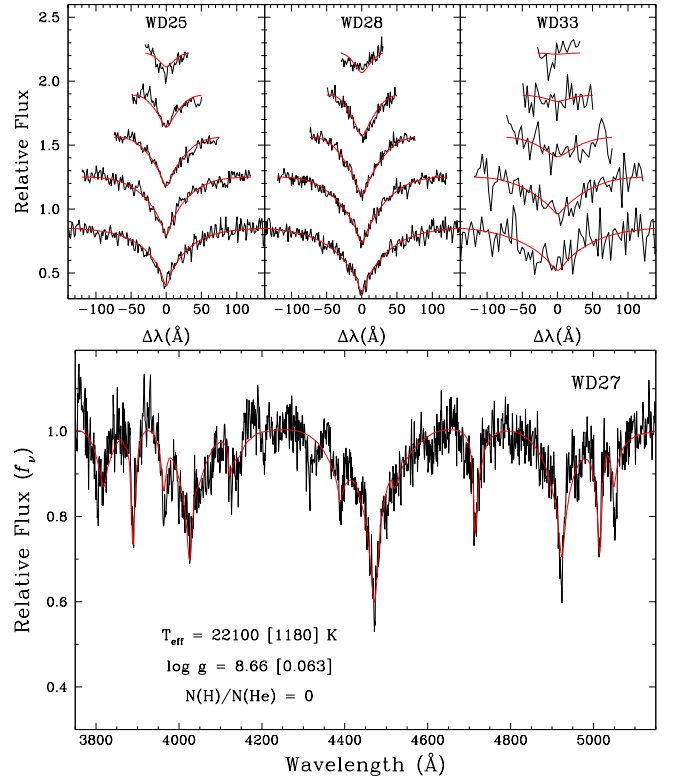 WD25 WD28 WD33
2.5
2.0
1.5
1.0
0.5
Relative Flux
−100 −50 0 50 100 −100 −50 0 50 100 −100 −50 0 50 100
Δλ(Å) Δλ(Å) Δλ(Å)
WD27
1.0
0.8
0.6
0.4
Relative Flux (fν)
Teff = 22100 [1180] K
log g = 8.66 [0.063]
N(H)/N(He) = 0
3800 4000 4200 4400 4600 4800 5000
Wavelength (Å)